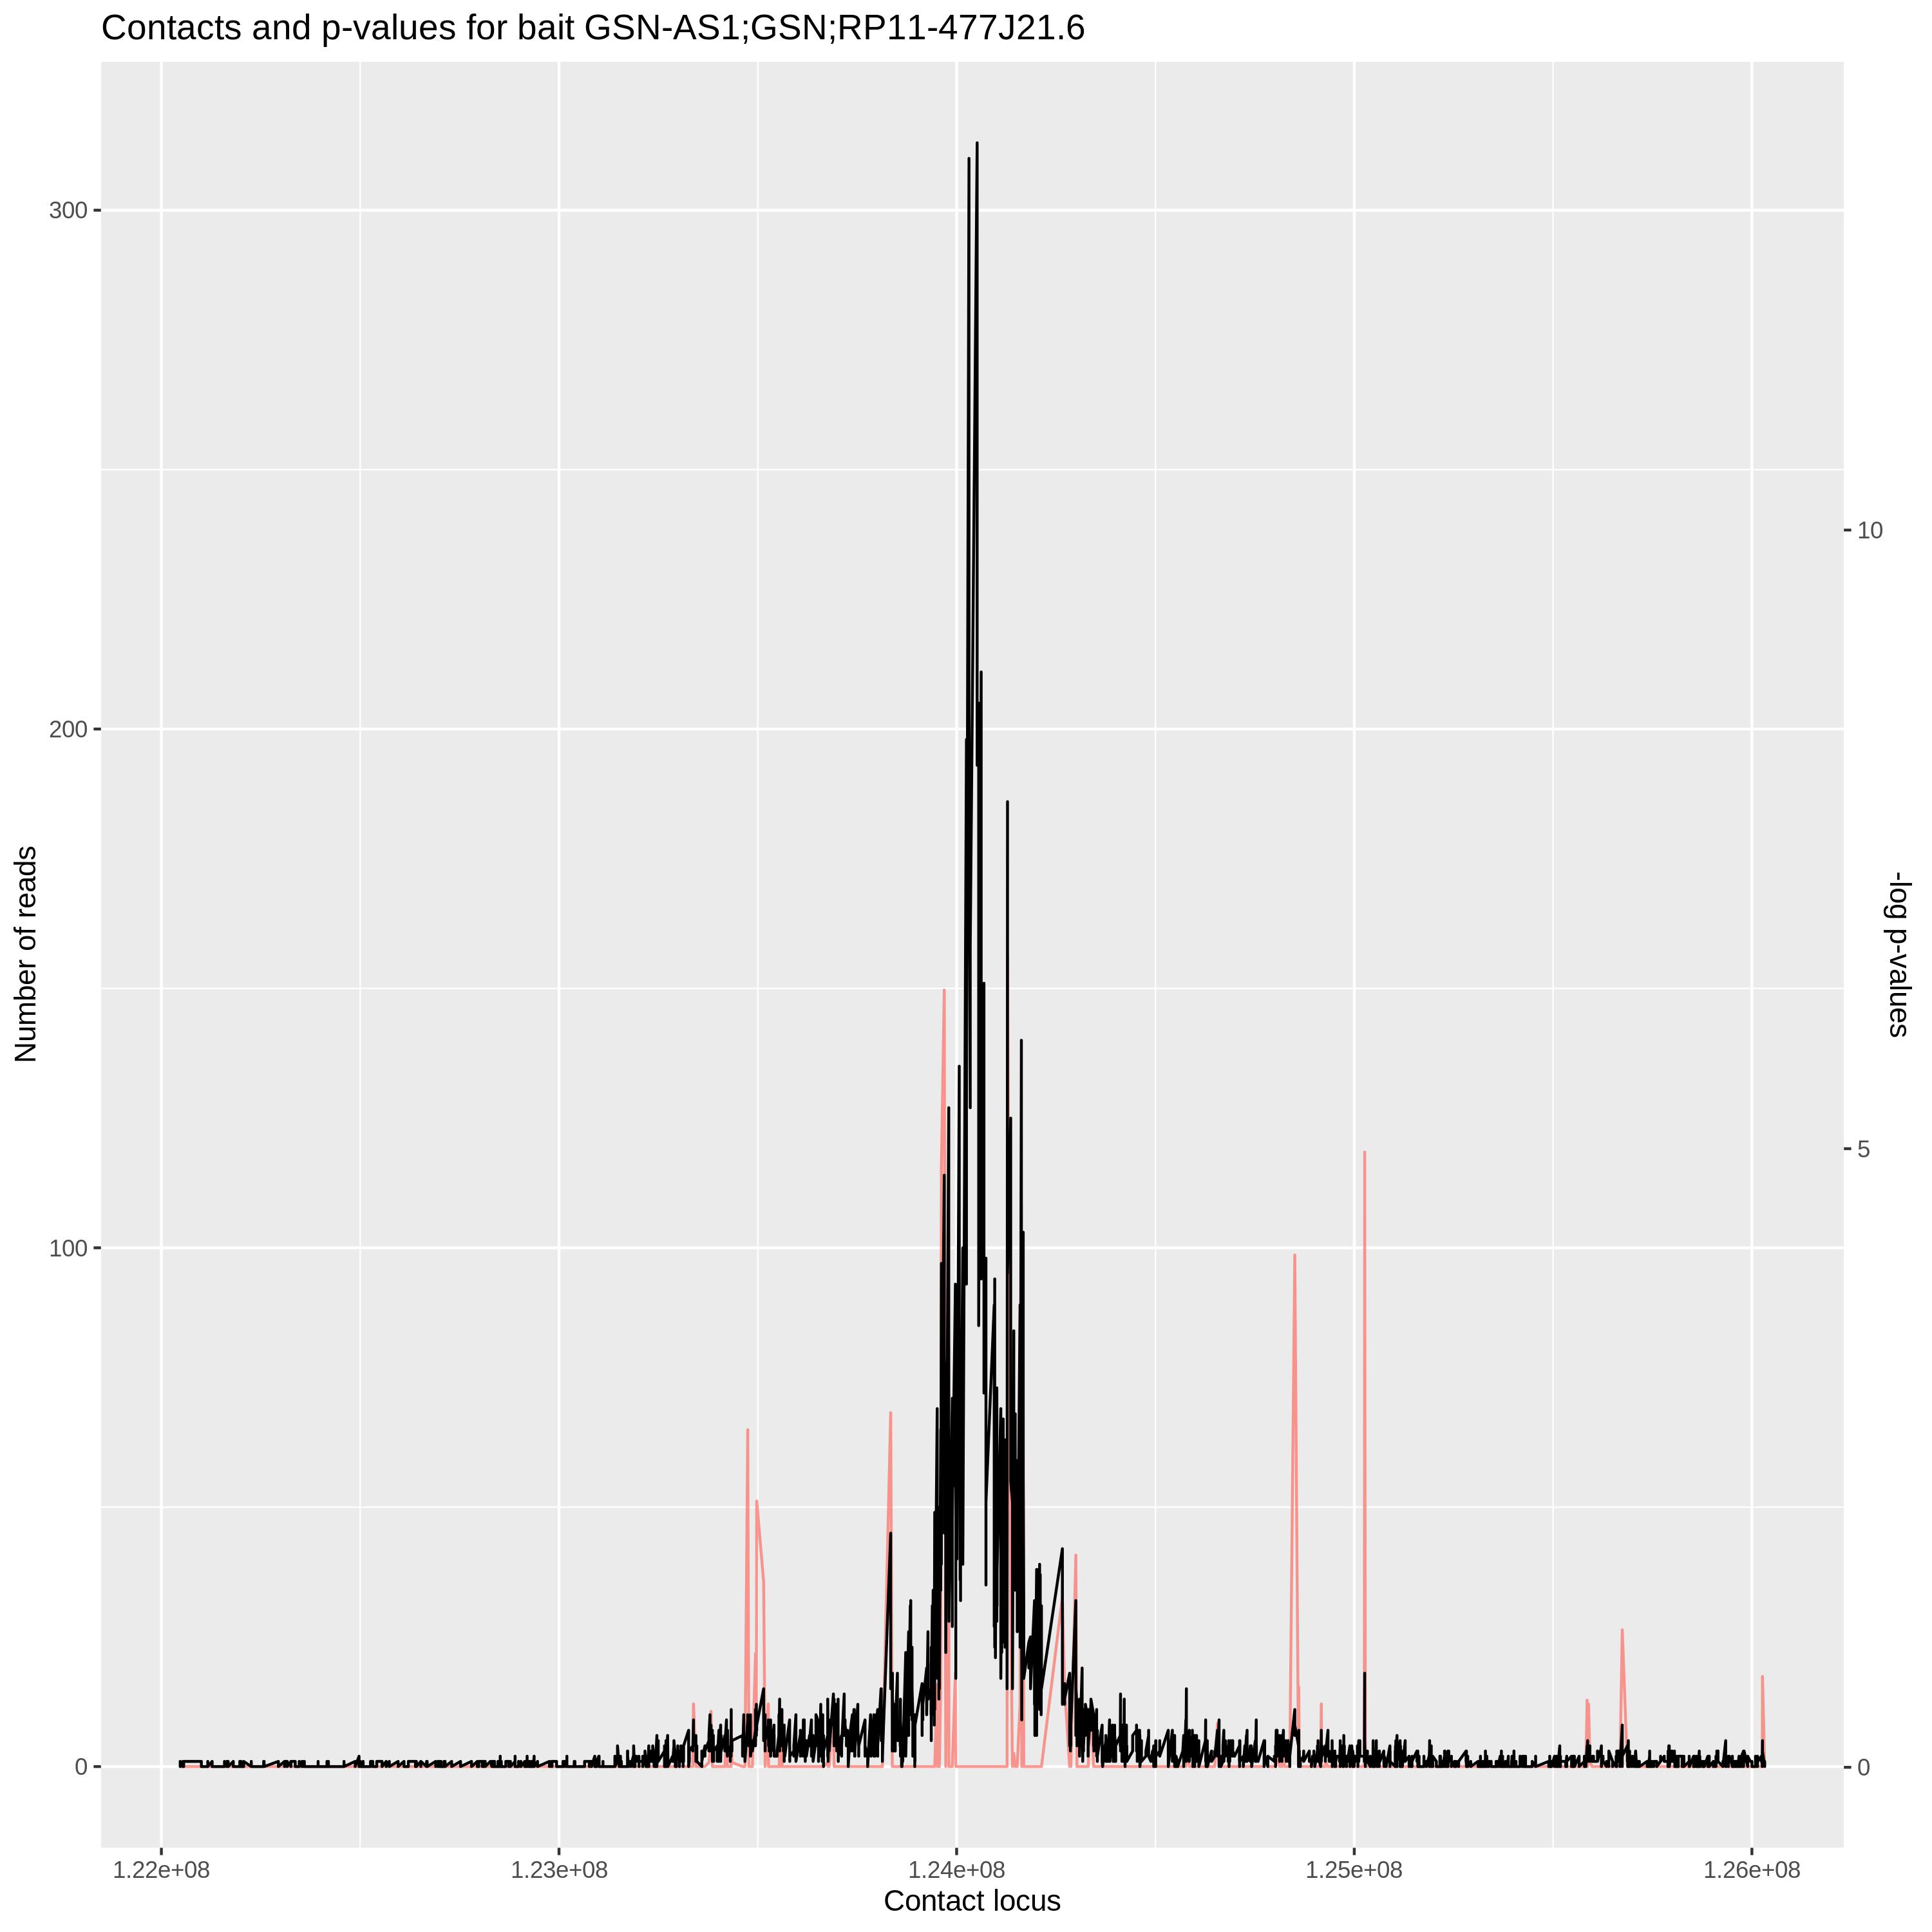 Contacts and p-values for bait GSN-AS1;GSN;RP11-477J21.6
300
200
100
0
Number of reads
10
5
0
-log p-values
1.22e+08
1.23e+08
1.24e+08
1.25e+08
1.26e+08
Contact locus